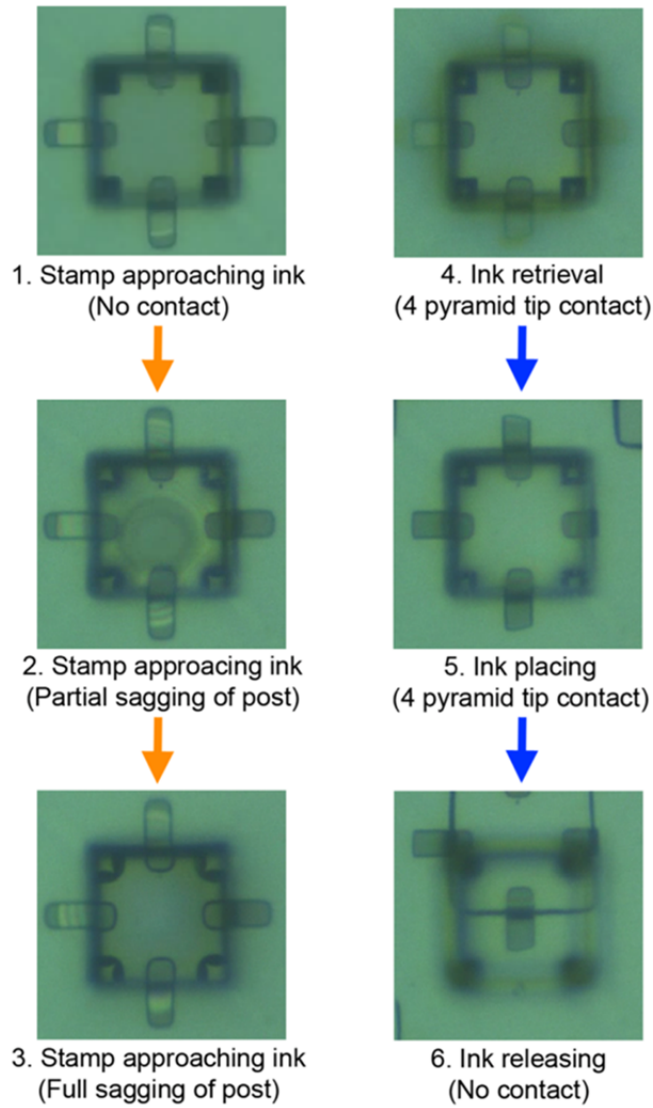 1. Stamp approaching ink
(No contact)
2. Stamp approacing ink
(Partial sagging of post)
3. Stamp approaching ink
(Full sagging of post)
4. Ink retrieval
(4 pyramid tip contact)
5. Ink placing
(4 pyramid tip contact)
6. Ink releasing
(No contact)